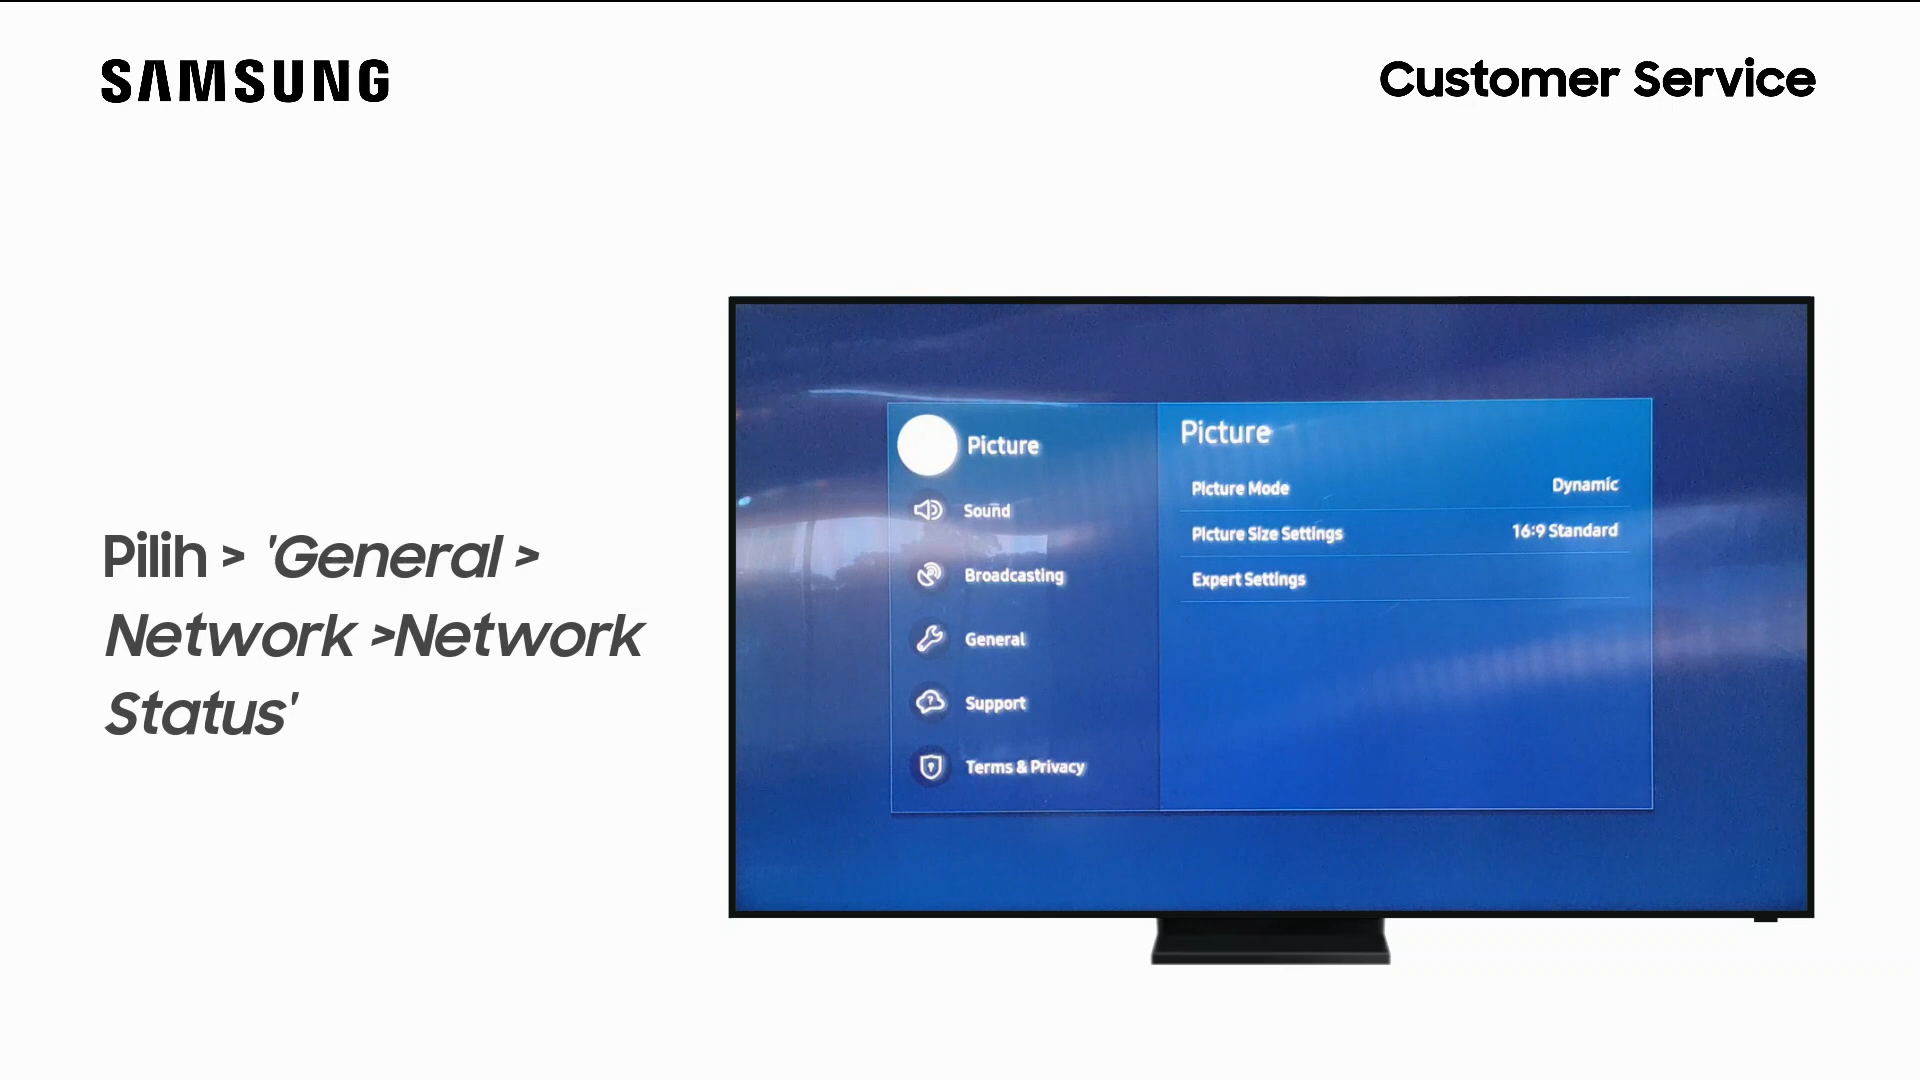 SAMSUNG
Customer Service
Pilih > 'General >
Network >Network
Status'
Picture
Sound
Broadcasting
General
Support
Terms & Privacy
Picture
Picture Mode Dynamic
Picture Size Settings 16:9 Standard
Expert Settings